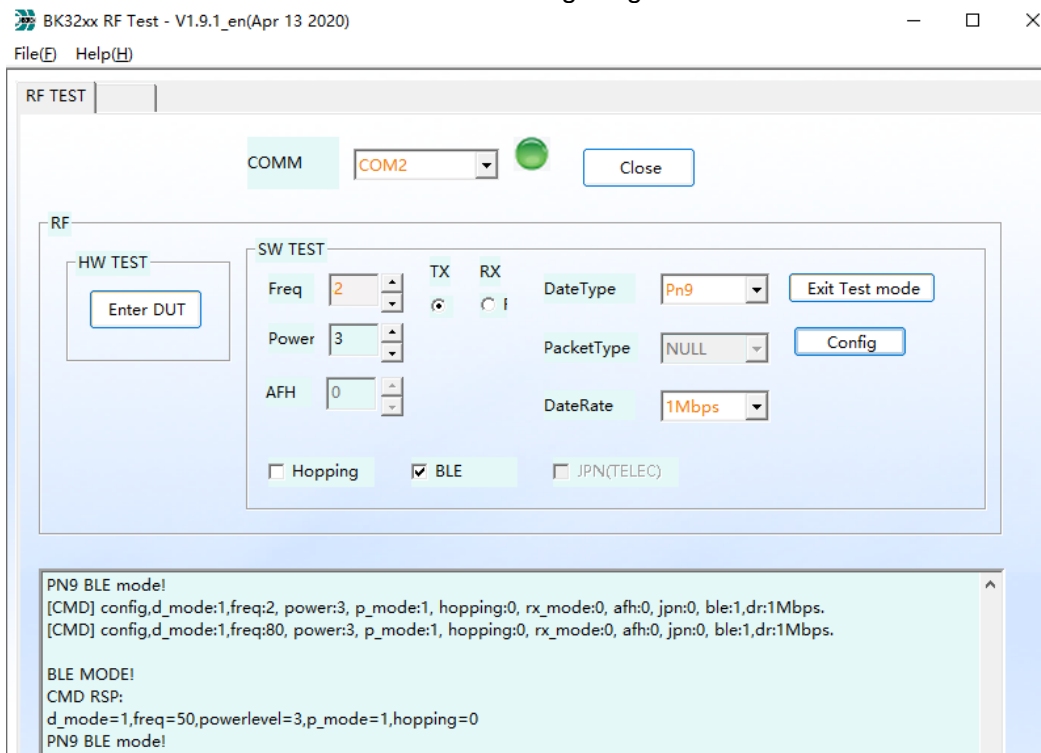 BK32xx RF Test - V1.9.1_en(Apr 13 2020)
File(F) Help(H)
RF TEST
COMM COM2 Close
RF
HW TEST
Enter DUT
SW TEST
Freq 2 TX RX DateType Pn9 Exit Test mode
Power 3 PacketType NULL Config
AFH 0 DateRate 1Mbps
Hopping BLE JPN(TELEC)
PN9 BLE mode!
[CMD] config,d_mode:1,freq:2, power:3, p_mode:1, hopping:0, rx_mode:0, afh:0, jpn:0, ble:1,dr:1Mbps.
[CMD] config,d_mode:1,freq:80, power:3, p_mode:1, hopping:0, rx_mode:0, afh:0, jpn:0, ble:1,dr:1Mbps.
BLE MODE!
CMD RSP:
d_mode=1,freq=50,powerlevel=3,p_mode=1,hopping=0
PN9 BLE mode!